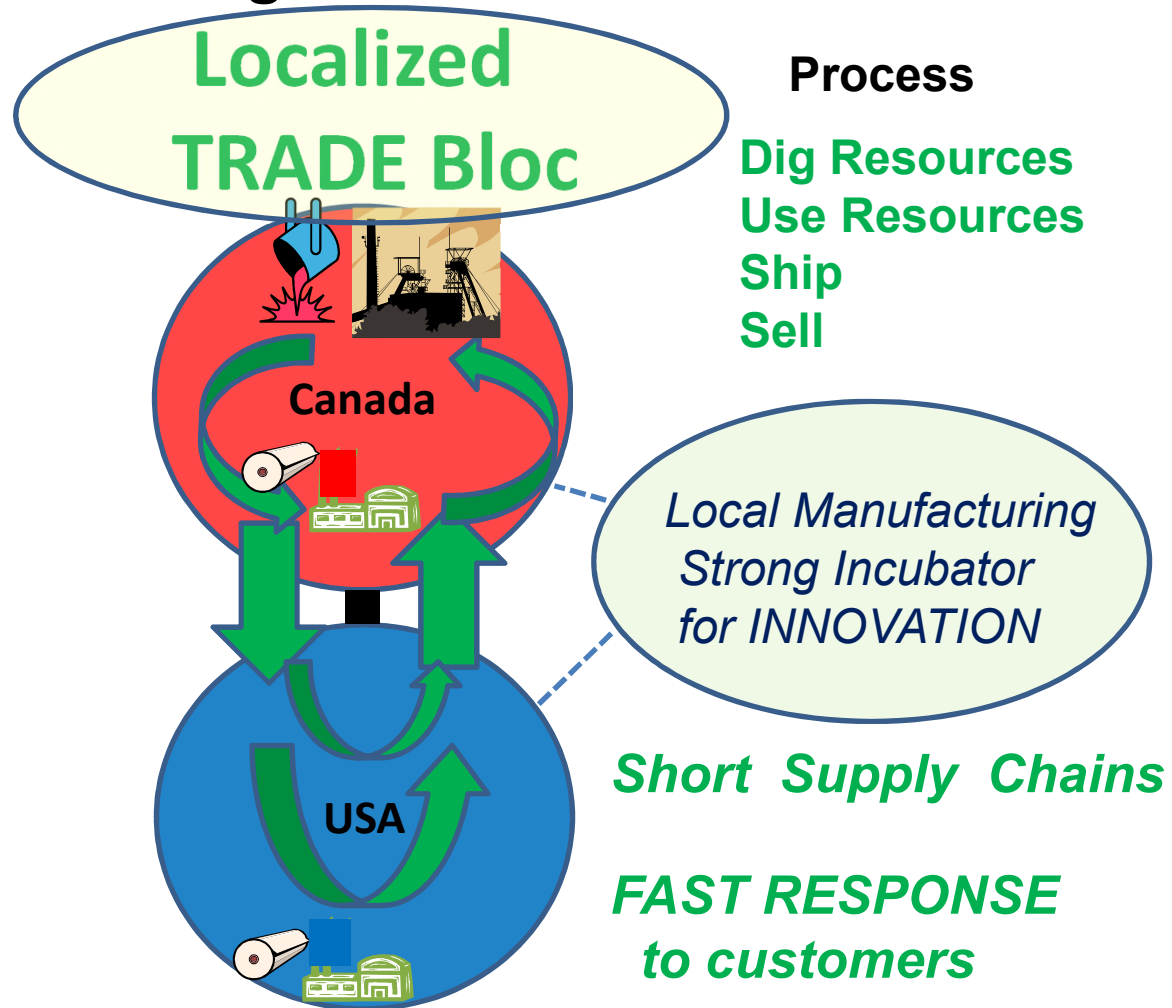 Localized
TRADE Bloc
Process
Dig Resources
Use Resources
Ship
Sell
Canada
Local Manufacturing
Strong Incubator
for INNOVATION
Short Supply Chains
USA
FAST RESPONSE
to customers